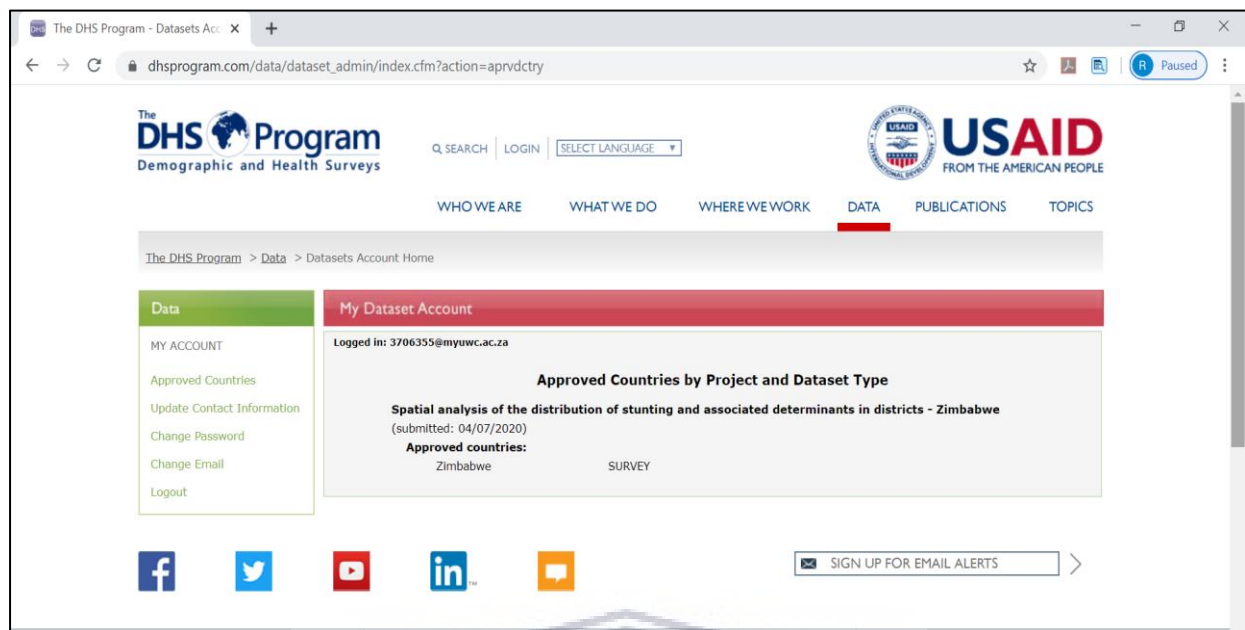 The DHS Program - Datasets Acc
dhsprogram.com/data/dataset_admin/index.cfm?action=aprvdctry
R Paused
The
DHS Program
Demographic and Health Surveys
SEARCH LOGIN SELECT LANGUAGE
USAID
FROM THE AMERICAN PEOPLE
WHO WE ARE WHAT WE DO WHERE WE WORK DATA PUBLICATIONS TOPICS
The DHS Program > Data > Datasets Account Home
Data
MY ACCOUNT
Approved Countries
Update Contact Information
Change Password
Change Email
Logout
My Dataset Account
Logged in: 3706355@myuwc.ac.za
Approved Countries by Project and Dataset Type
Spatial analysis of the distribution of stunting and associated determinants in districts - Zimbabwe
(submitted: 04/07/2020)
Approved countries:
Zimbabwe SURVEY
f
in
SIGN UP FOR EMAIL ALERTS